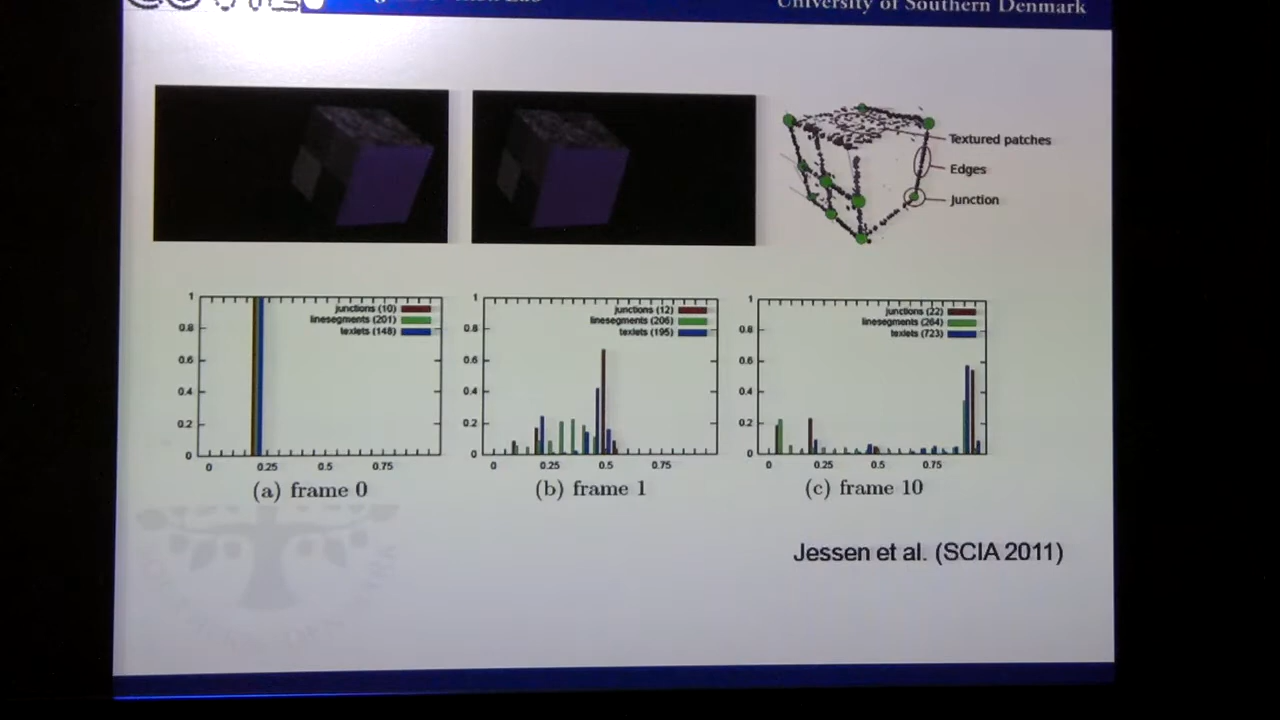 University of Southern Denmark
Textured patches
Edges
Junction
junctions (10)
linesegments (201)
texlets (148)
1
0.8
0.6
0.4
0.2
0
0 0.25 0.5 0.75
(a) frame 0
junctions (12)
linesegments (206)
texlets (195)
1
0.8
0.6
0.4
0.2
0
0 0.25 0.5 0.75
(b) frame 1
junctions (22)
linesegments (264)
texlets (723)
1
0.8
0.6
0.4
0.2
0
0 0.25 0.5 0.75
(c) frame 10
Jessen et al. (SCIA 2011)